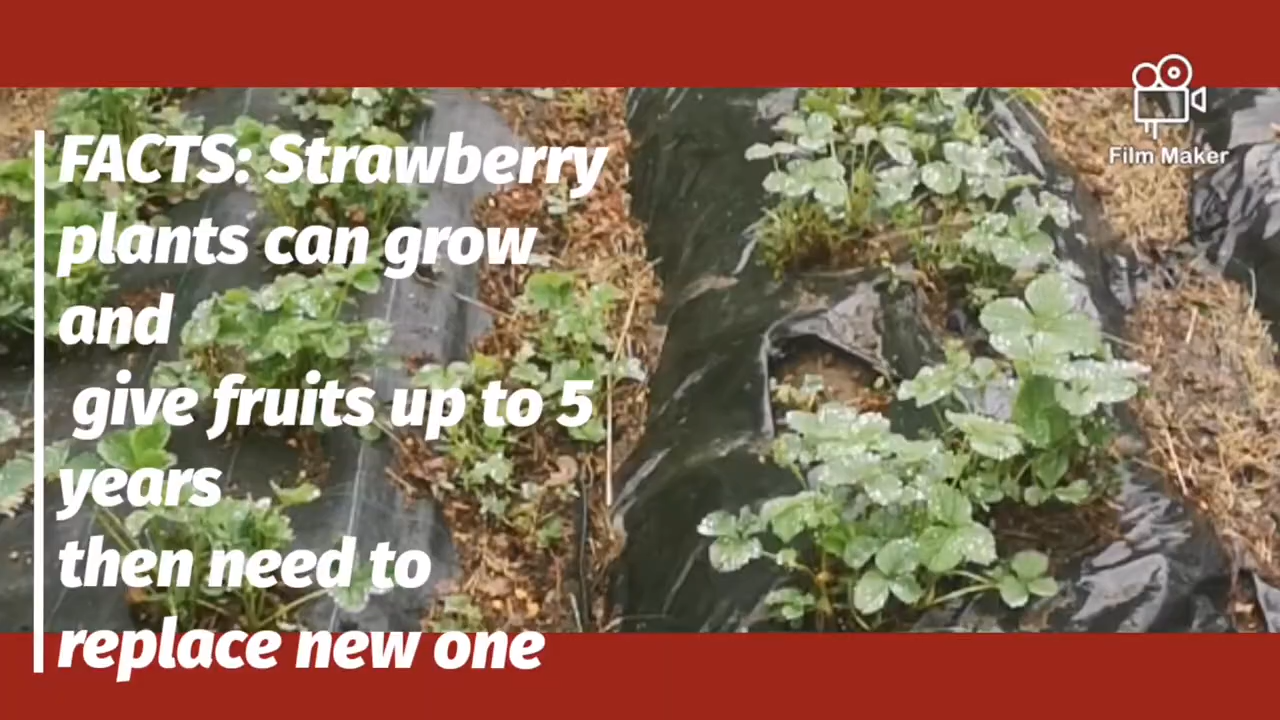 FACTS: Strawberry
plants can grow
and
give fruits up to 5
years
then need to
replace new one
Film Maker